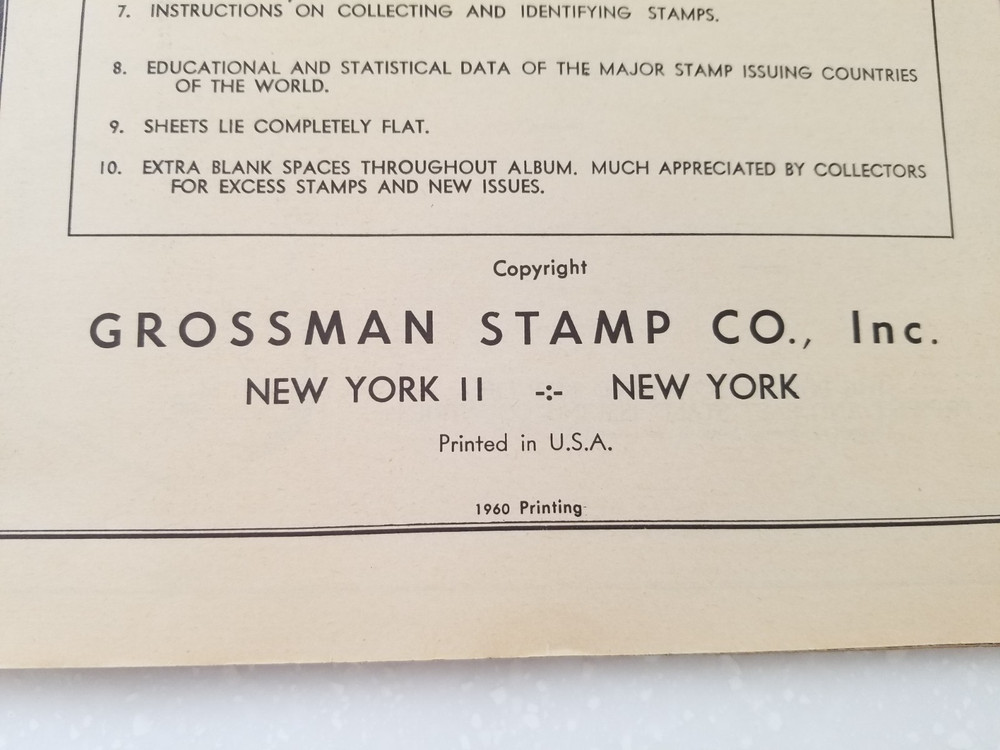 7. INSTRUCTIONS ON COLLECTING AND IDENTIFYING STAMPS.
8. EDUCATIONAL AND STATISTICAL DATA OF THE MAJOR STAMP ISSUING COUNTRIES
OF THE WORLD.
9. SHEETS LIE COMPLETELY FLAT.
10. EXTRA BLANK SPACES THROUGHOUT ALBUM. MUCH APPRECIATED BY COLLECTORS
FOR EXCESS STAMPS AND NEW ISSUES.
Copyright
GROSSMAN STAMP CO., Inc.
NEW YORK 11 -:- NEW YORK
Printed in U.S.A.
1960 Printing